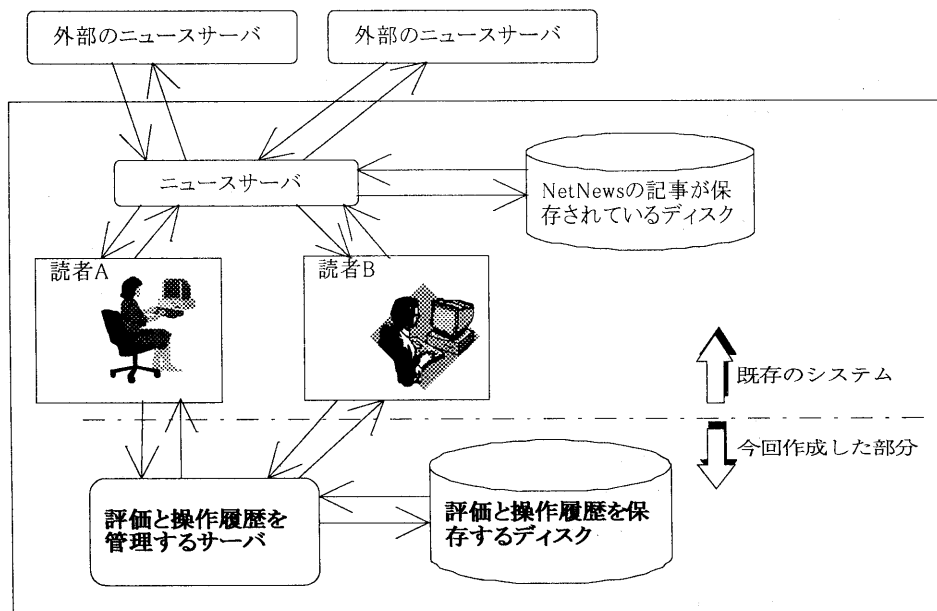 外部のニュースサーバ
外部のニュースサーバ
ニュースサーバ
NetNewsの記事が保
存されているディスク
読者A
読者B
既存のシステム
今回作成した部分
評価と操作履歴を
管理するサーバ
評価と操作履歴を保
存するディスク